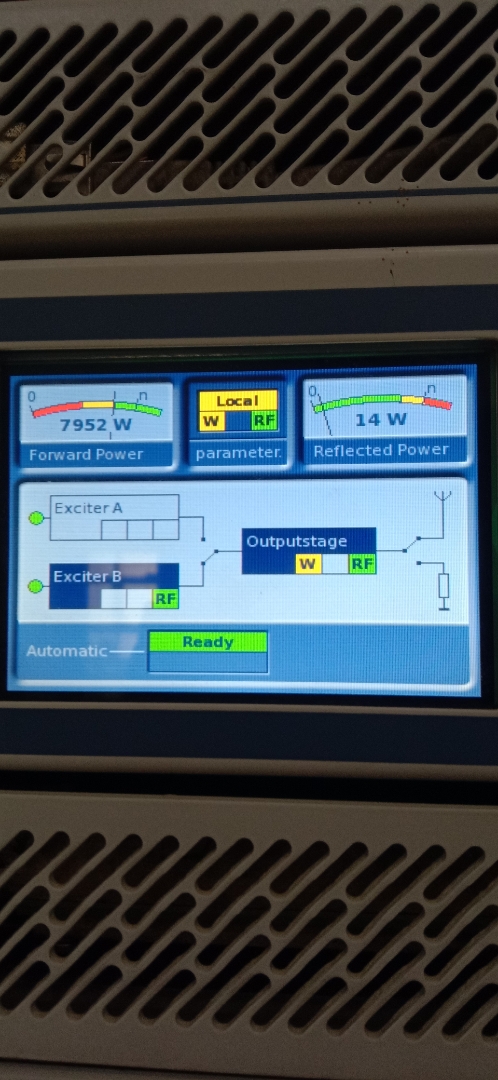 0 n
7952 W
Forward Power
Local
W RF
parameter.
0 n
14 W
Reflected Power
Exciter A
Exciter B
RF
Outputstage
W RF
Automatic
Ready